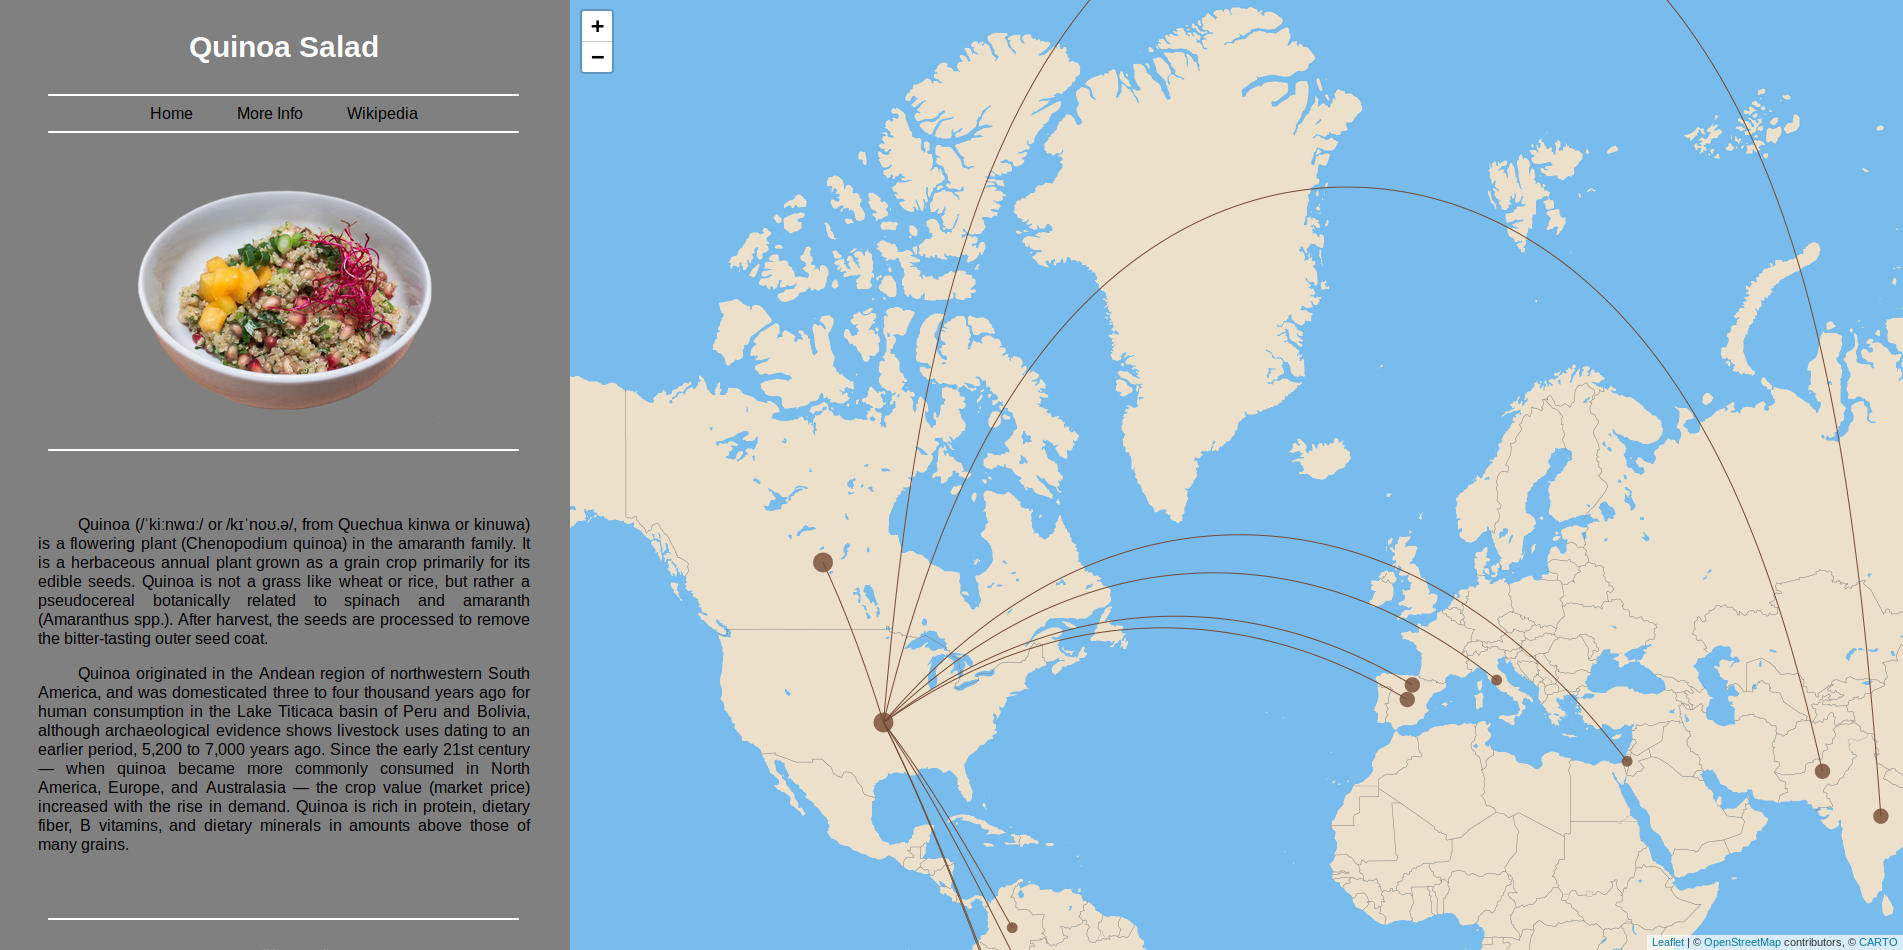 Quinoa Salad
Home More Info Wikipedia
Quinoa (/ˈkiːnwɑː/ or /kɪˈnoʊ.ə/, from Quechua kinwa or kinuwa)
is a flowering plant (Chenopodium quinoa) in the amaranth family. It
is a herbaceous annual plant grown as a grain crop primarily for its
edible seeds. Quinoa is not a grass like wheat or rice, but rather a
pseudocereal botanically related to spinach and amaranth
(Amaranthus spp.). After harvest, the seeds are processed to remove
the bitter-tasting outer seed coat.
Quinoa originated in the Andean region of northwestern South
America, and was domesticated three to four thousand years ago for
human consumption in the Lake Titicaca basin of Peru and Bolivia,
although archaeological evidence shows livestock uses dating to an
earlier period, 5,200 to 7,000 years ago. Since the early 21st century
— when quinoa became more commonly consumed in North
America, Europe, and Australasia — the crop value (market price)
increased with the rise in demand. Quinoa is rich in protein, dietary
fiber, B vitamins, and dietary minerals in amounts above those of
many grains.
+
−
Leaflet | © OpenStreetMap contributors, © CARTO